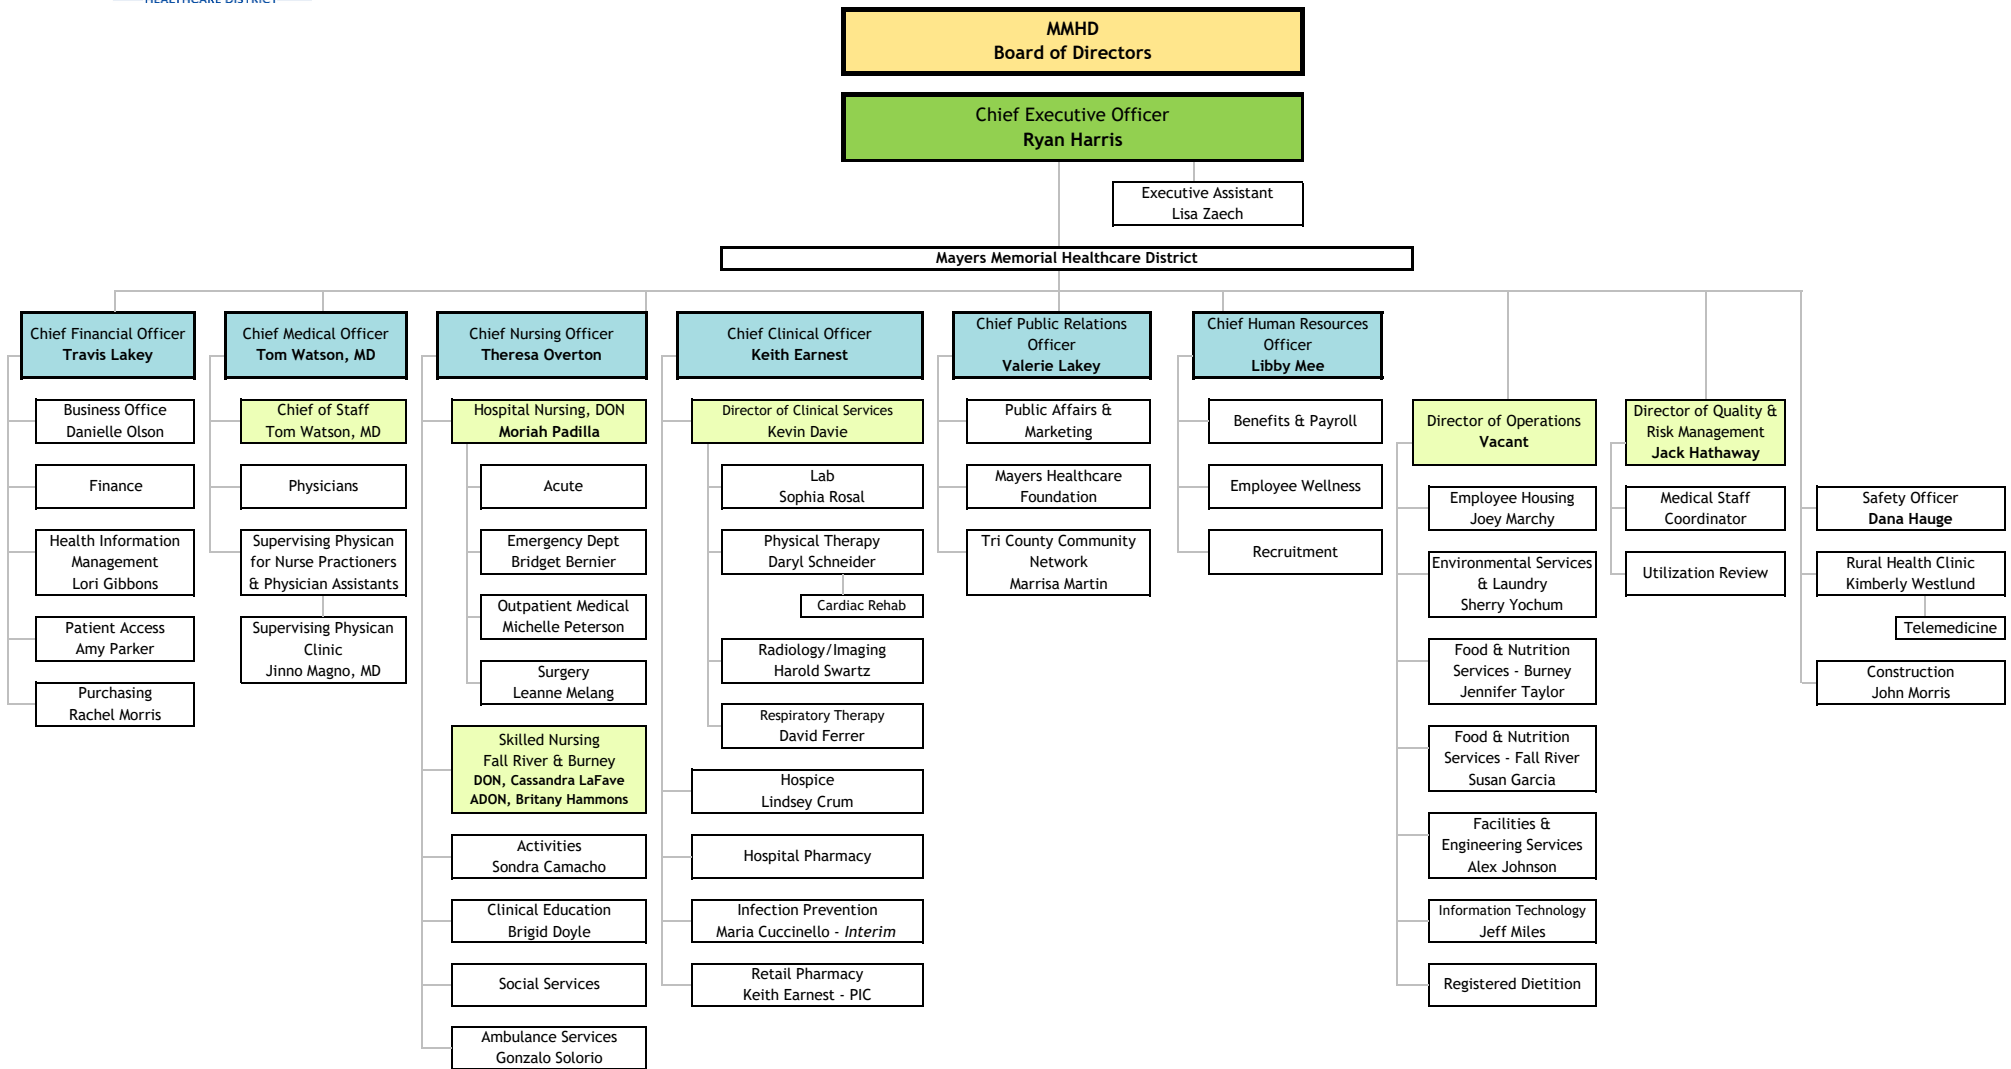 HEALTHCARE DISTRICT
MMHD
Board of Directors
Chief Executive Officer
Ryan Harris
Executive Assistant
Lisa Zaech
Mayers Memorial Healthcare District
Chief Financial Officer
Travis Lakey
Business Office
Danielle Olson
Finance
Health Information
Management
Lori Gibbons
Patient Access
Amy Parker
Purchasing
Rachel Morris
Chief Medical Officer
Tom Watson, MD
Chief of Staff
Tom Watson, MD
Physicians
Supervising Physican
for Nurse Practioners
& Physician Assistants
Supervising Physican
Clinic
Jinno Magno, MD
Chief Nursing Officer
Theresa Overton
Hospital Nursing, DON
Moriah Padilla
Acute
Emergency Dept
Bridget Bernier
Outpatient Medical
Michelle Peterson
Surgery
Leanne Melang
Skilled Nursing
Fall River & Burney
DON, Cassandra LaFave
ADON, Britany Hammons
Activities
Sondra Camacho
Clinical Education
Brigid Doyle
Social Services
Ambulance Services
Gonzalo Solorio
Chief Clinical Officer
Keith Earnest
Director of Clinical Services
Kevin Davie
Lab
Sophia Rosal
Physical Therapy
Daryl Schneider
Cardiac Rehab
Radiology/Imaging
Harold Swartz
Respiratory Therapy
David Ferrer
Hospice
Lindsey Crum
Hospital Pharmacy
Infection Prevention
Maria Cuccinello - Interim
Retail Pharmacy
Keith Earnest - PIC
Chief Public Relations
Officer
Valerie Lakey
Public Affairs &
Marketing
Mayers Healthcare
Foundation
Tri County Community
Network
Marrisa Martin
Chief Human Resources
Officer
Libby Mee
Benefits & Payroll
Employee Wellness
Recruitment
Director of Operations
Vacant
Employee Housing
Joey Marchy
Environmental Services
& Laundry
Sherry Yochum
Food & Nutrition
Services - Burney
Jennifer Taylor
Food & Nutrition
Services - Fall River
Susan Garcia
Facilities &
Engineering Services
Alex Johnson
Information Technology
Jeff Miles
Registered Dietition
Director of Quality &
Risk Management
Jack Hathaway
Medical Staff
Coordinator
Utilization Review
Safety Officer
Dana Hauge
Rural Health Clinic
Kimberly Westlund
Telemedicine
Construction
John Morris